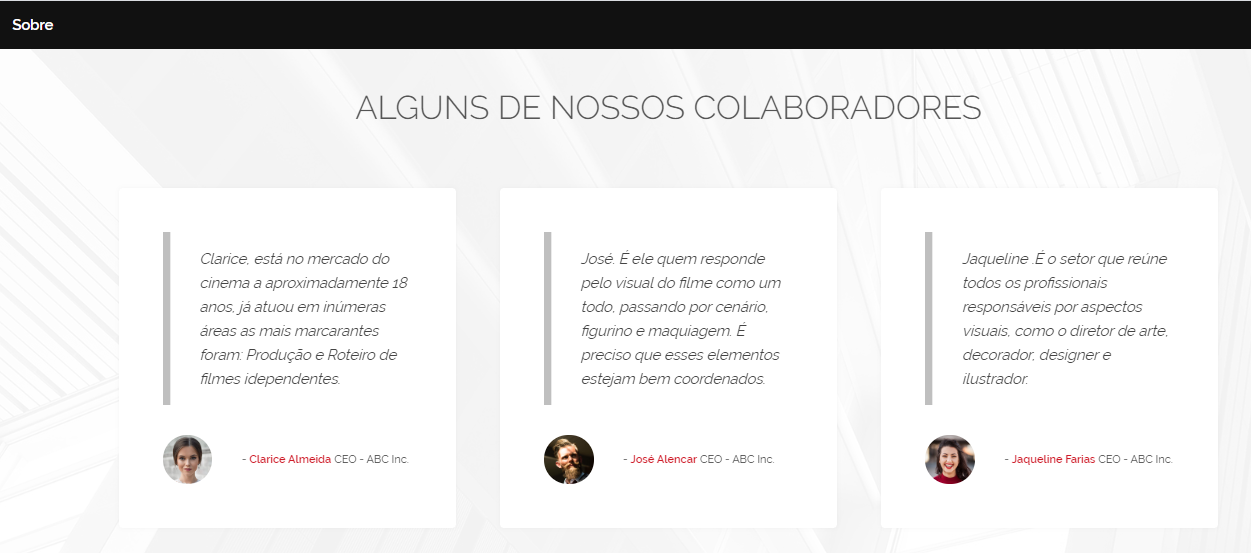 Sobre
ALGUNS DE NOSSOS COLABORADORES
Clarice, está no mercado do
cinema a aproximadamente 18
anos, já atuou em inúmeras
áreas as mais marcarantes
foram: Produção e Roteiro de
filmes idependentes.
- Clarice Almeida CEO - ABC Inc.
José. É ele quem responde
pelo visual do filme como um
todo, passando por cenário,
figurino e maquiagem. É
preciso que esses elementos
estejam bem coordenados.
- José Alencar CEO - ABC Inc.
Jaqueline .É o setor que reúne
todos os profissionais
responsáveis por aspectos
visuais, como o diretor de arte,
decorador, designer e
ilustrador.
- Jaqueline Farias CEO - ABC Inc.